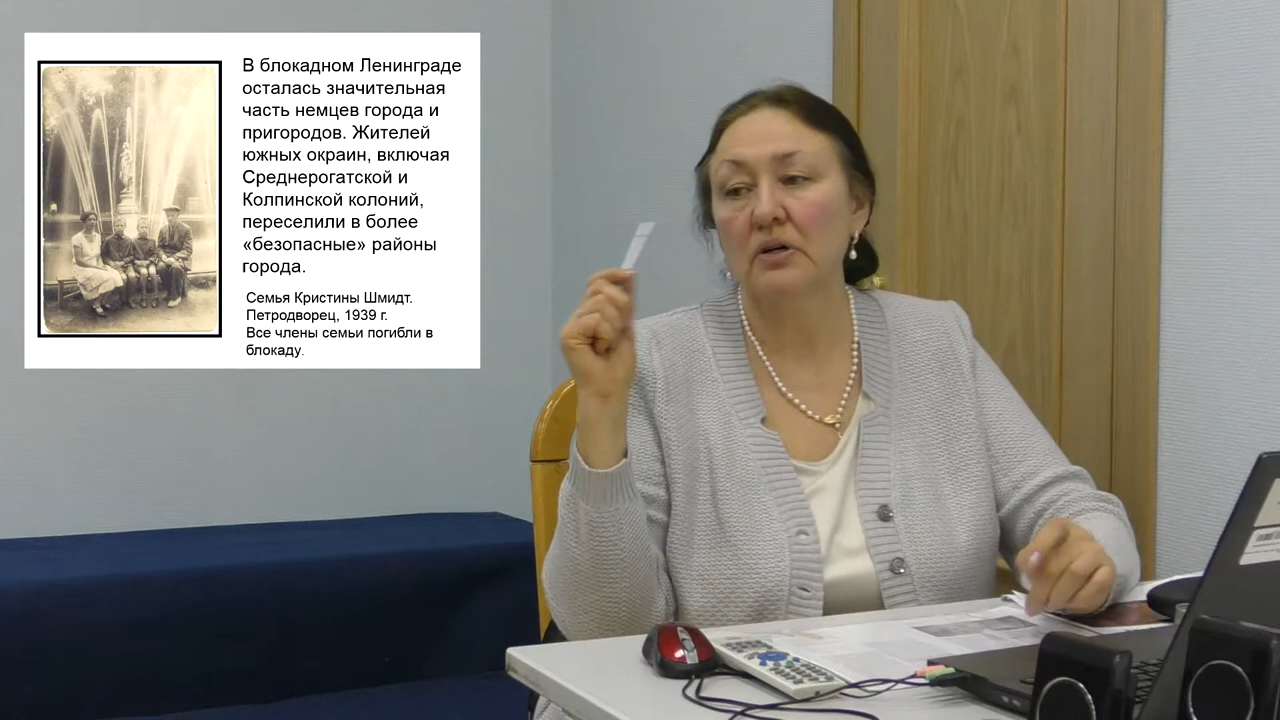 В блокадном Ленинграде
осталась значительная
часть немцев города и
пригородов. Жителей
южных окраин, включая
Среднерогатской и
Колпинской колоний,
переселили в более
«безопасные» районы
города.
Семья Кристины Шмидт.
Петродворец, 1939 г.
Все члены семьи погибли в
блокаду.